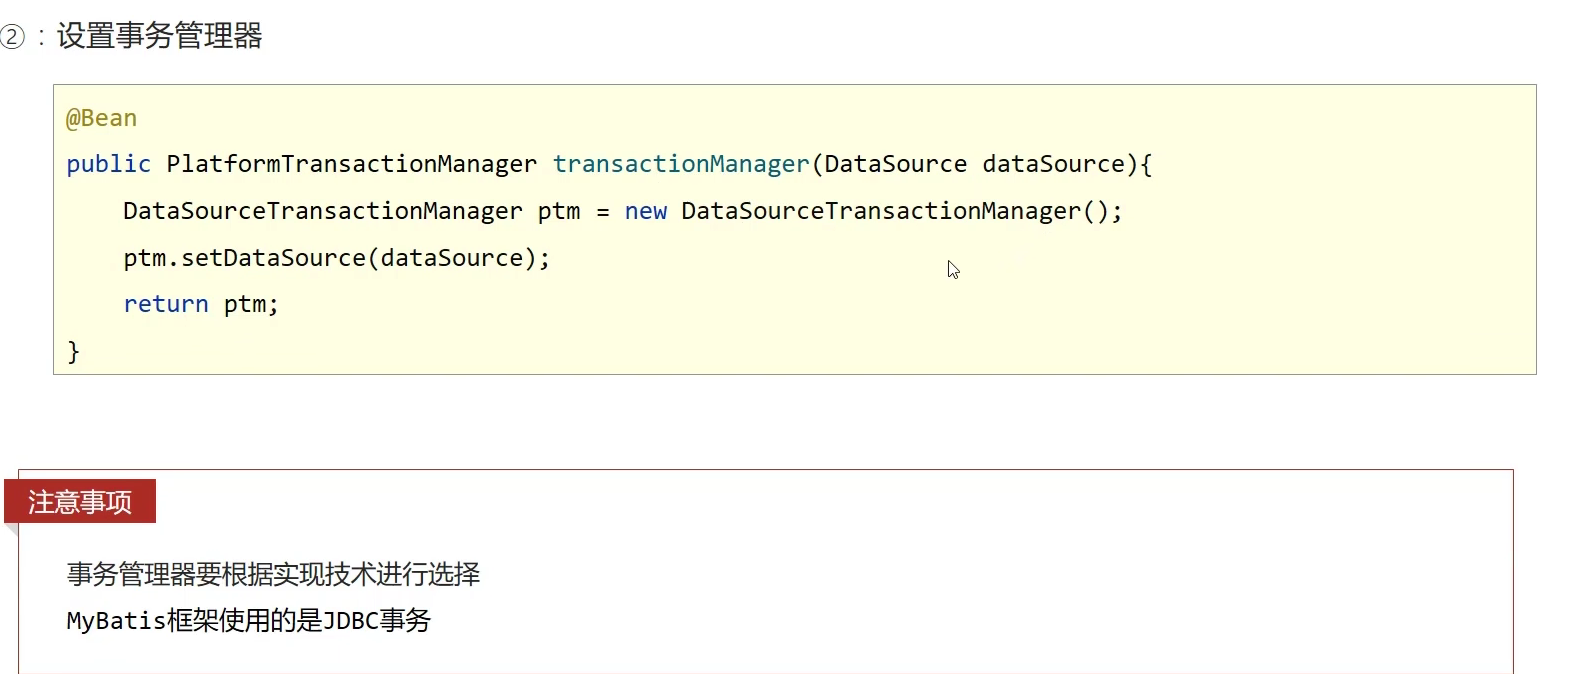 ②：设置事务管理器
@Bean
public PlatformTransactionManager transactionManager(DataSource dataSource){
    DataSourceTransactionManager ptm = new DataSourceTransactionManager();
    ptm.setDataSource(dataSource);
    return ptm;
}
注意事项
事务管理器要根据实现技术进行选择
MyBatis框架使用的是JDBC事务